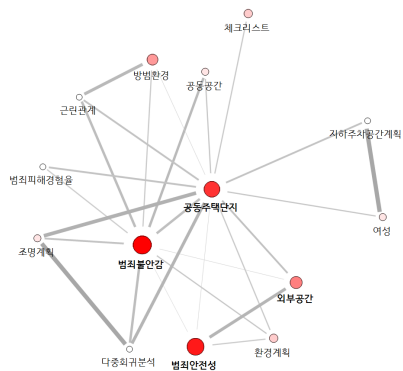 체크리스트
방범환경
공동공간
근린관계
지하주차공간계획
범죄피해경험율
공동주택단지
여성
조명계획
범죄불안감
외부공간
다중회귀분석
범죄안전성
환경계획